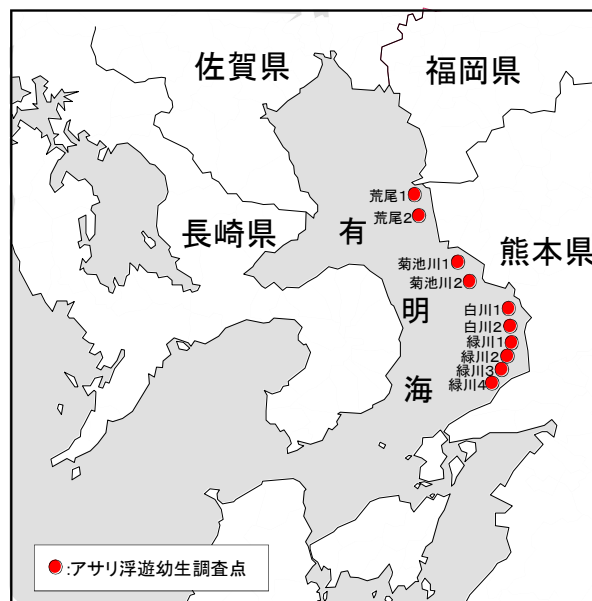 佐賀県
福岡県
荒尾1
荒尾2
長崎県
有
熊本県
菊池川1
菊池川2
明
白川1
白川2
緑川1
緑川2
緑川3
緑川4
海
:アサリ浮遊幼生調査点